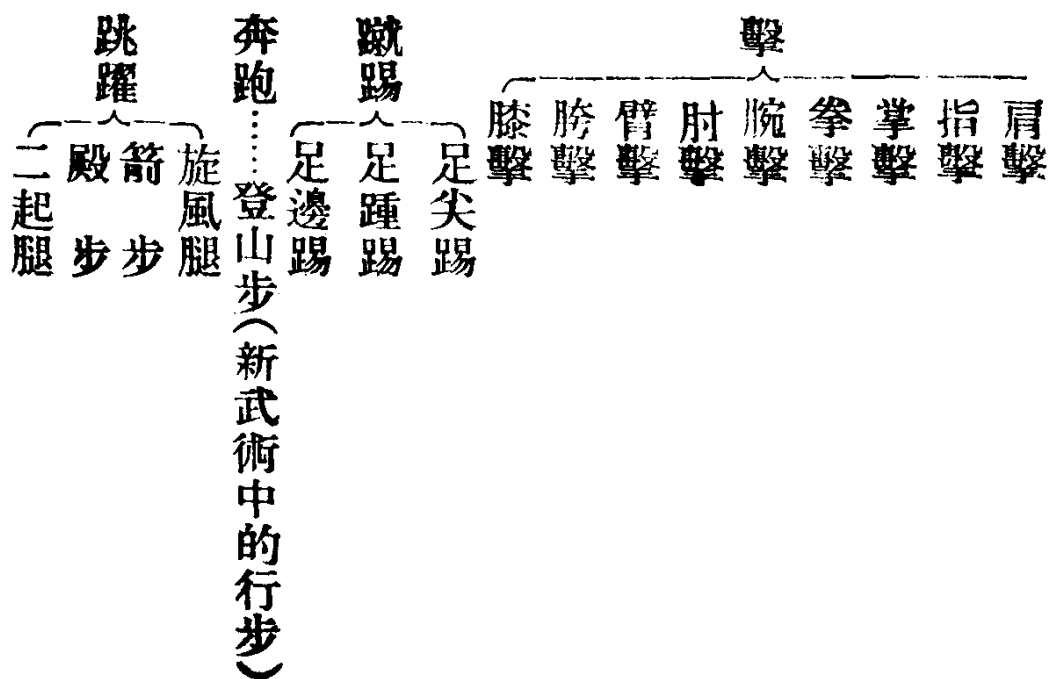 擊
肩擊
指擊
掌擊
拳擊
腕擊
肘擊
臂擊
胯擊
膝擊
蹴踢
足尖踢
足踵踢
足邊踢
奔跑……登山步(新武術中的行步)
跳躍
旋風腿
箭步
殿步
二起腿